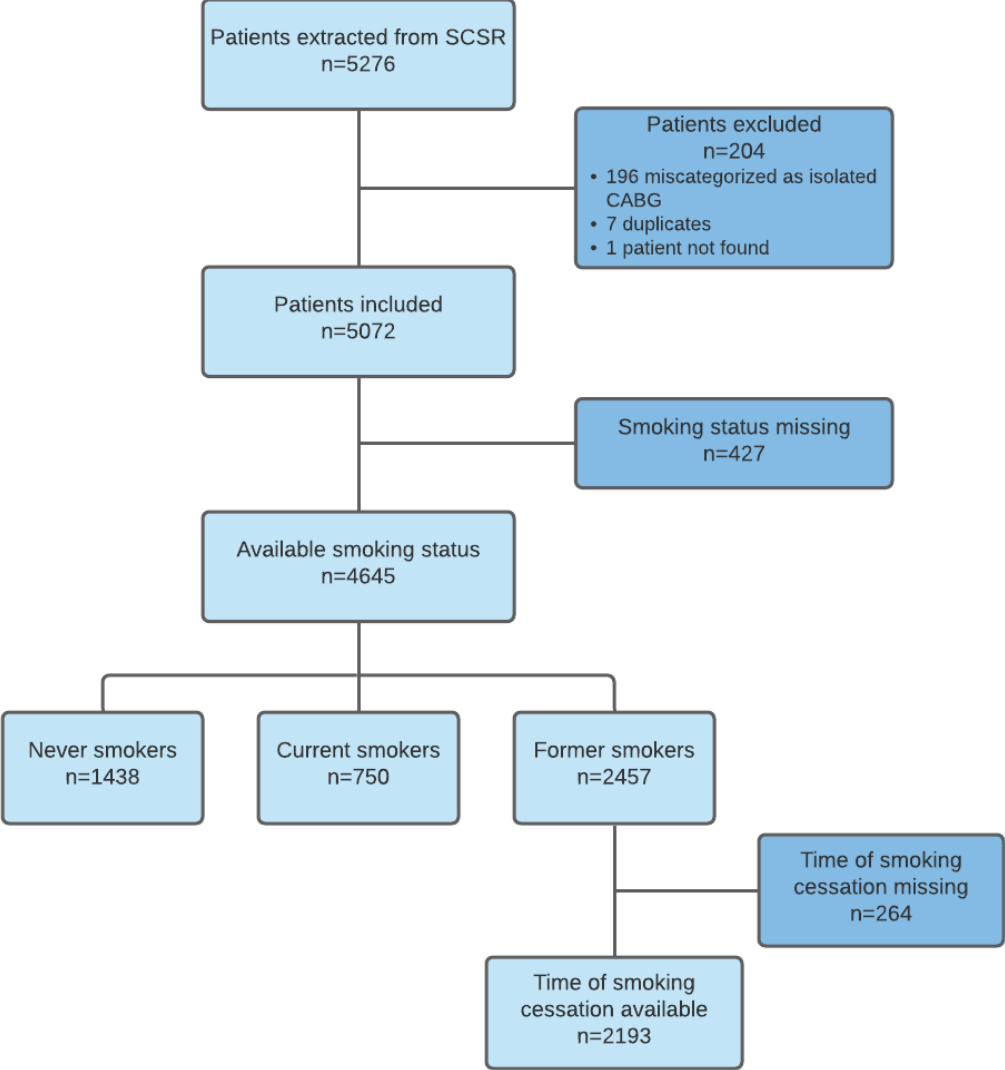 Patients extracted from SCSR
n=5276
Patients excluded
n=204
• 196 miscategorized as isolated
CABG
• 7 duplicates
• 1 patient not found
Patients included
n=5072
Smoking status missing
n=427
Available smoking status
n=4645
Never smokers
n=1438
Current smokers
n=750
Former smokers
n=2457
Time of smoking
cessation missing
n=264
Time of smoking
cessation available
n=2193